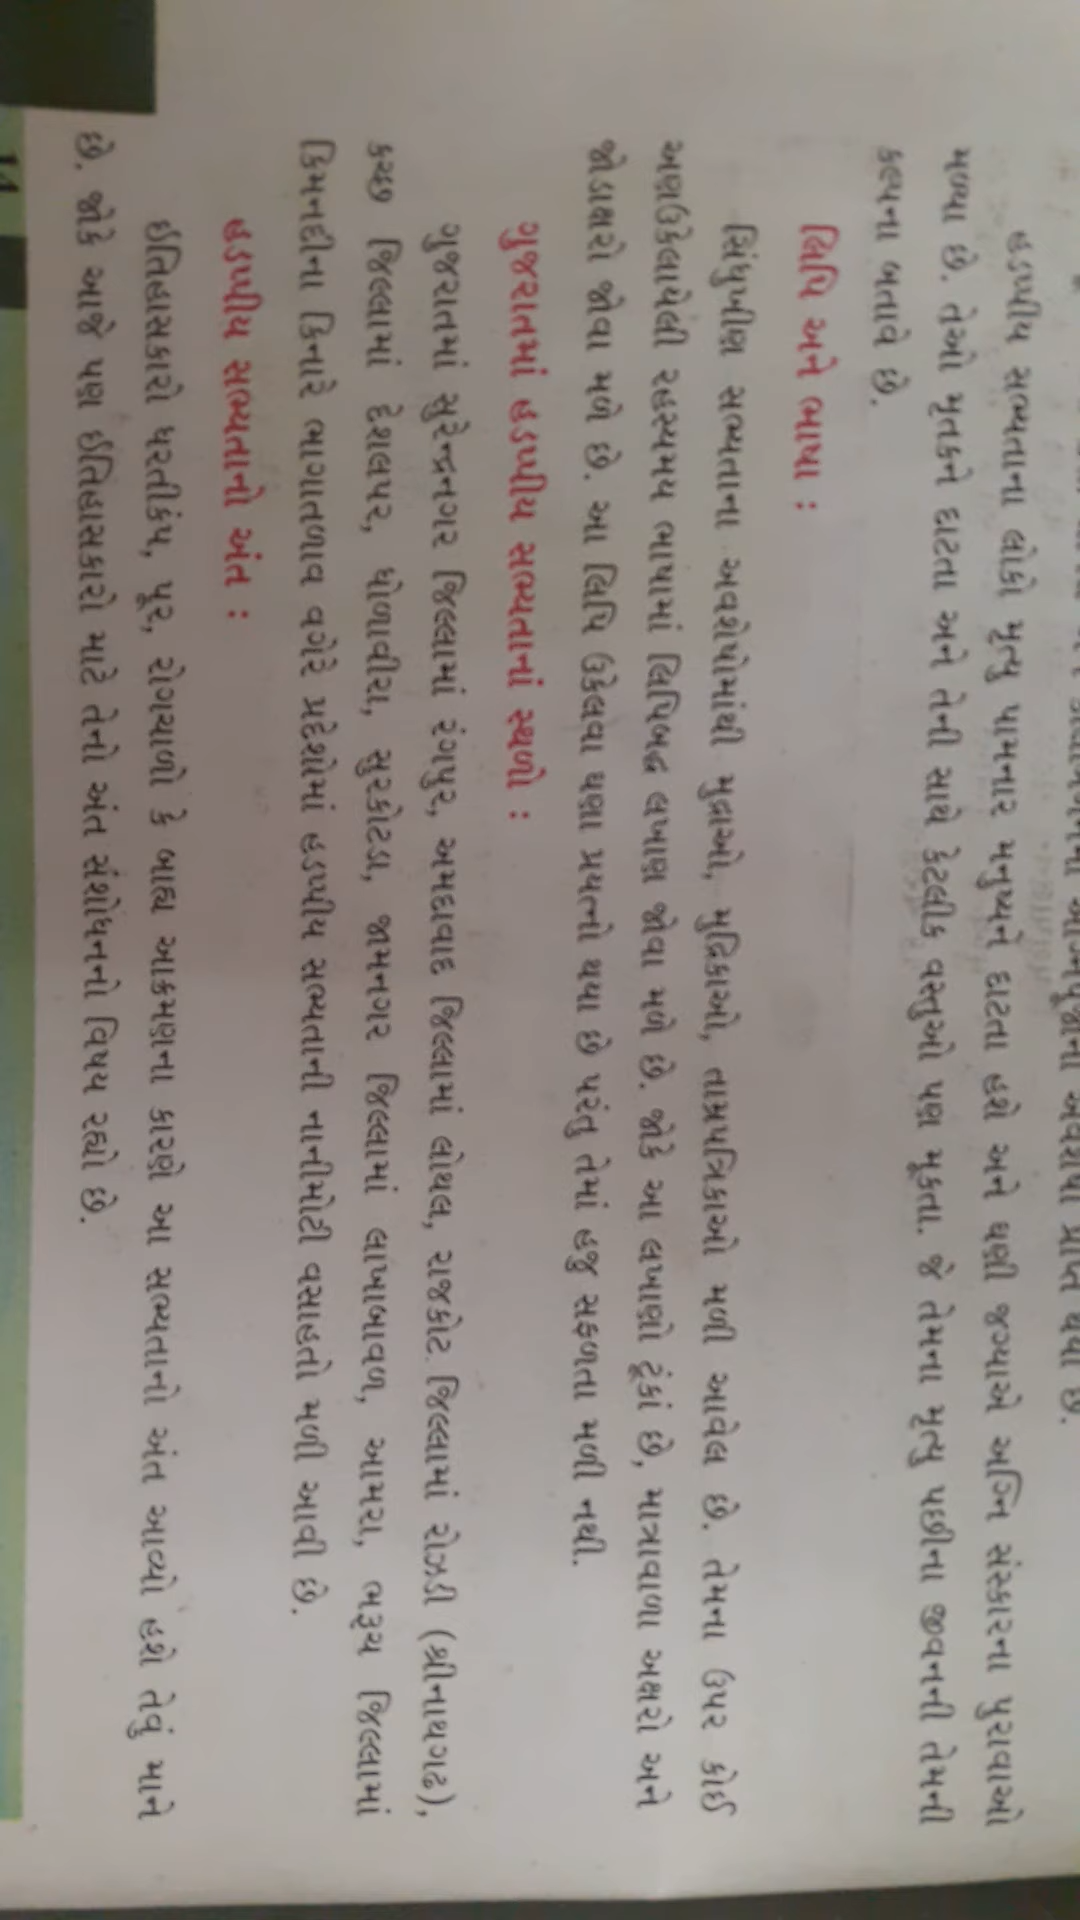 હડપ્પીય સભ્યતાના લોકો મૃત્યુ પામનાર મનુષ્યને દાટતા હશે અને ઘણી જગ્યાએ અગ્નિ સંસ્કારના પુરાવાઓ
મળ્યા છે. તેઓ મૃતકને દાટતા અને તેની સાથે કેટલીક વસ્તુઓ પણ મૂકતા. જે તેમના મૃત્યુ પછીના જીવનની તેમની
કલ્પના બતાવે છે.
લિપિ અને ભાષા :
સિંધુખીણ સભ્યતાના અવશેષોમાંથી મુદ્રાઓ, મુદ્રિકાઓ, તામ્રપત્રિકાઓ મળી આવેલ છે. તેમના ઉપર કોઈ
અણઉકેલાયેલી રહસ્યમય ભાષામાં લિપિબદ્ધ લખાણ જોવા મળે છે. જોકે આ લખાણો ટૂંકાં છે, માત્રાવાળા અક્ષરો અને
જોડાક્ષરો જોવા મળે છે. આ લિપિ ઉકેલવા ઘણા પ્રયત્નો થયા છે પરંતુ તેમાં હજુ સફળતા મળી નથી.
ગુજરાતમાં હડપ્પીય સભ્યતાનાં સ્થળો :
ગુજરાતમાં સુરેન્દ્રનગર જિલ્લામાં રંગપુર, અમદાવાદ જિલ્લામાં લોથલ, રાજકોટ જિલ્લામાં રોઝડી (શ્રીનાથગઢ),
કચ્છ જિલ્લામાં દેશલપર, ધોળાવીરા, સુરકોટડા, જામનગર જિલ્લામાં લાખાબાવળ, આમરા, ભરૂચ જિલ્લામાં
કિમનદીના કિનારે ભાગાતળાવ વગેરે પ્રદેશોમાં હડપ્પીય સભ્યતાની નાનીમોટી વસાહતો મળી આવી છે.
હડપ્પીય સભ્યતાનો અંત :
ઈતિહાસકારો ધરતીકંપ, પૂર, રોગચાળો કે બાહ્ય આક્રમણના કારણે આ સભ્યતાનો અંત આવ્યો હશે તેવું માને
છે. જોકે આજે પણ ઈતિહાસકારો માટે તેનો અંત સંશોધનનો વિષય રહ્યો છે.